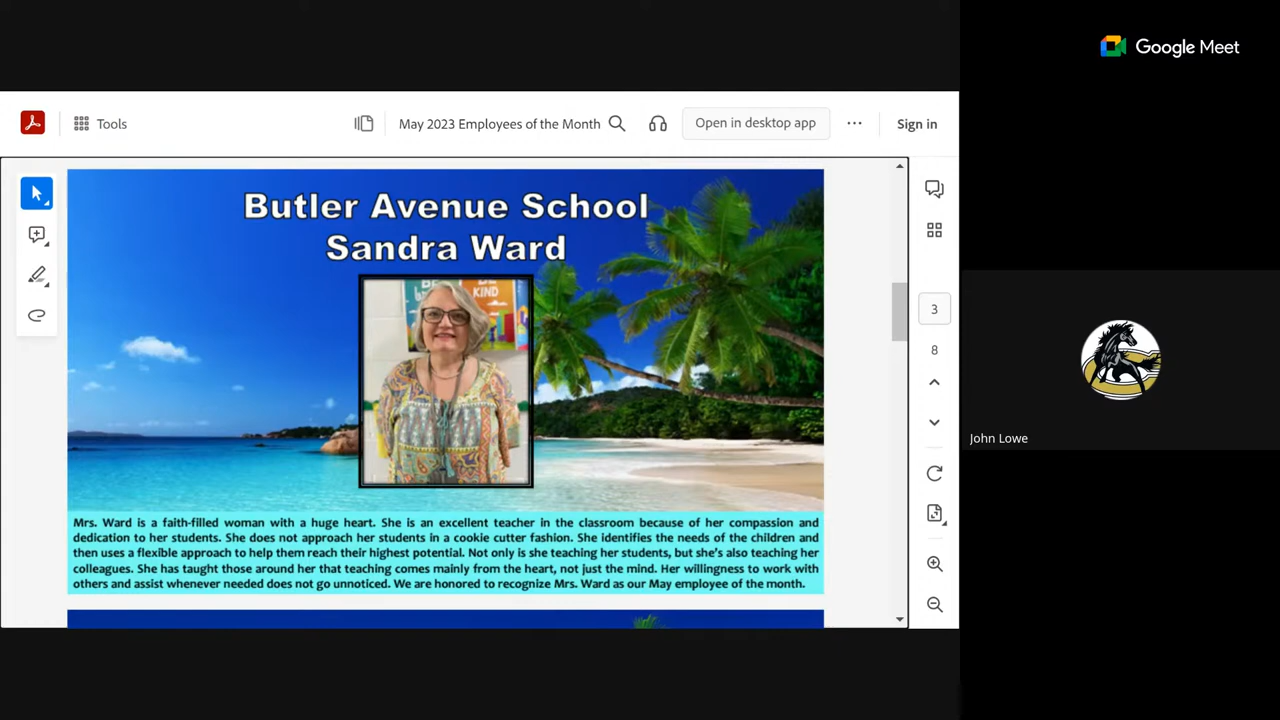 Google Meet
Tools
May 2023 Employees of the Month
Open in desktop app
Sign in
Butler Avenue School
Sandra Ward
BE
KIND
3
8
John Lowe
Mrs. Ward is a faith-filled woman with a huge heart. She is an excellent teacher in the classroom because of her compassion and
dedication to her students. She does not approach her students in a cookie cutter fashion. She identifies the needs of the children and
then uses a flexible approach to help them reach their highest potential. Not only is she teaching her students, but she's also teaching her
colleagues. She has taught those around her that teaching comes mainly from the heart, not just the mind. Her willingness to work with
others and assist whenever needed does not go unnoticed. We are honored to recognize Mrs. Ward as our May employee of the month.